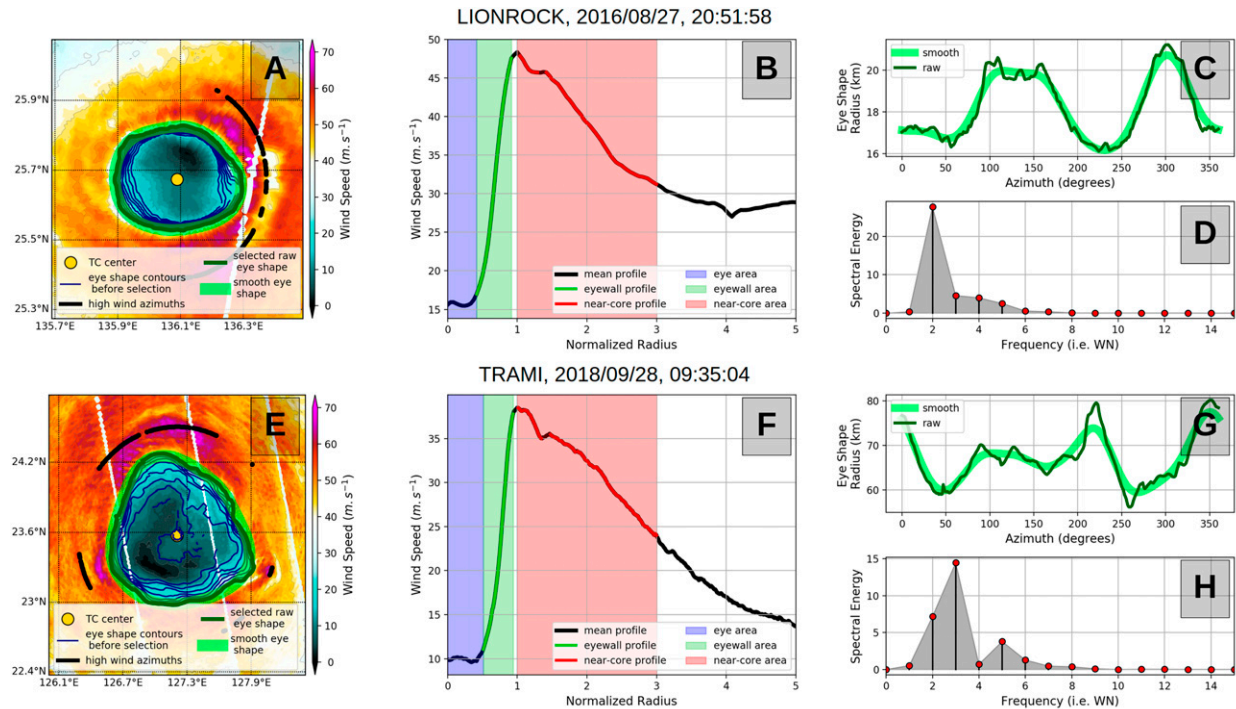 LIONROCK, 2016/08/27, 20:51:58
A
25.9°N
25.7°N
25.5°N
25.3°N
135.7°E 135.9°E 136.1°E 136.3°E
TC center
eye shape contours
before selection
high wind azimuths
selected raw
eye shape
smooth eye
shape
70
60
50
40
30
20
10
0
Wind Speed (m.s⁻¹)
B
50
45
40
35
30
25
20
15
Wind Speed (m.s⁻¹)
mean profile
eyewall profile
near-core profile
eye area
eyewall area
near-core area
0 1 2 3 4 5
Normalized Radius
C
smooth
raw
20
18
16
Eye Shape
Radius (km)
0 50 100 150 200 250 300 350
Azimuth (degrees)
D
20
10
0
Spectral Energy
0 2 4 6 8 10 12 14
Frequency (i.e. WN)
TRAMI, 2018/09/28, 09:35:04
E
24.2°N
23.6°N
23°N
22.4°N
126.1°E 126.7°E 127.3°E 127.9°E
TC center
eye shape contours
before selection
high wind azimuths
selected raw
eye shape
smooth eye
shape
70
60
50
40
30
20
10
0
Wind Speed (m.s⁻¹)
F
35
30
25
20
15
10
Wind Speed (m.s⁻¹)
mean profile
eyewall profile
near-core profile
eye area
eyewall area
near-core area
0 1 2 3 4 5
Normalized Radius
G
smooth
raw
80
70
60
Eye Shape
Radius (km)
0 50 100 150 200 250 300 350
Azimuth (degrees)
H
15
10
5
0
Spectral Energy
0 2 4 6 8 10 12 14
Frequency (i.e. WN)